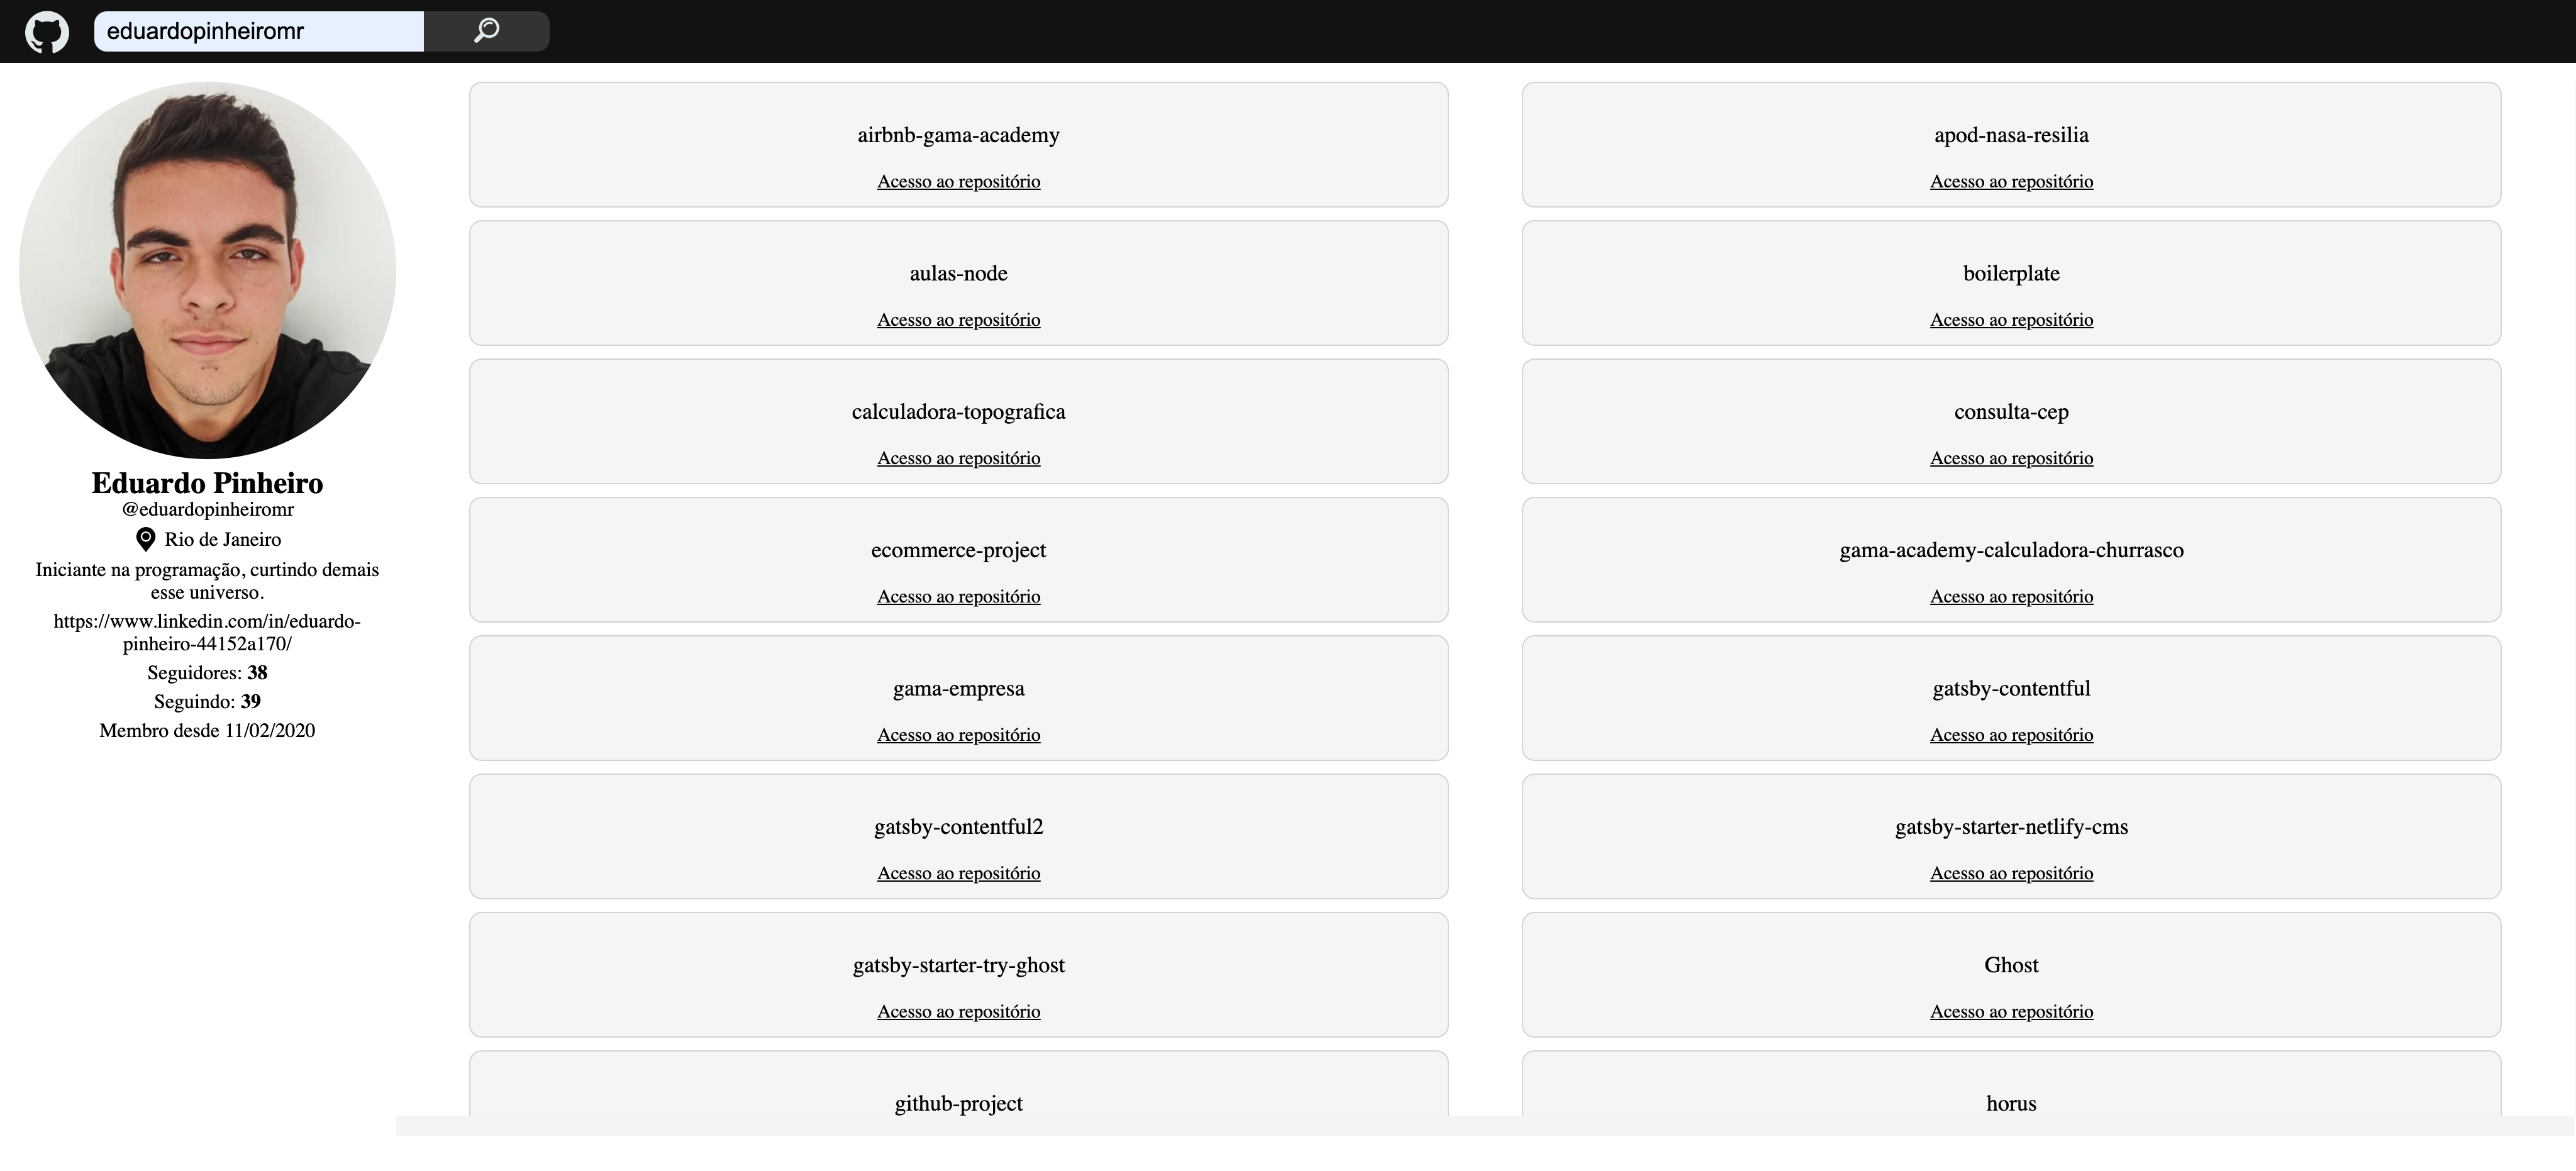 eduardopinheiromr
Eduardo Pinheiro
@eduardopinheiromr
Rio de Janeiro
Iniciante na programação, curtindo demais
esse universo.
https://www.linkedin.com/in/eduardo-
pinheiro-44152a170/
Seguidores: 38
Seguindo: 39
Membro desde 11/02/2020
airbnb-gama-academy
Acesso ao repositório
apod-nasa-resilia
Acesso ao repositório
aulas-node
Acesso ao repositório
boilerplate
Acesso ao repositório
calculadora-topografica
Acesso ao repositório
consulta-cep
Acesso ao repositório
ecommerce-project
Acesso ao repositório
gama-academy-calculadora-churrasco
Acesso ao repositório
gama-empresa
Acesso ao repositório
gatsby-contentful
Acesso ao repositório
gatsby-contentful2
Acesso ao repositório
gatsby-starter-netlify-cms
Acesso ao repositório
gatsby-starter-try-ghost
Acesso ao repositório
Ghost
Acesso ao repositório
github-project
horus